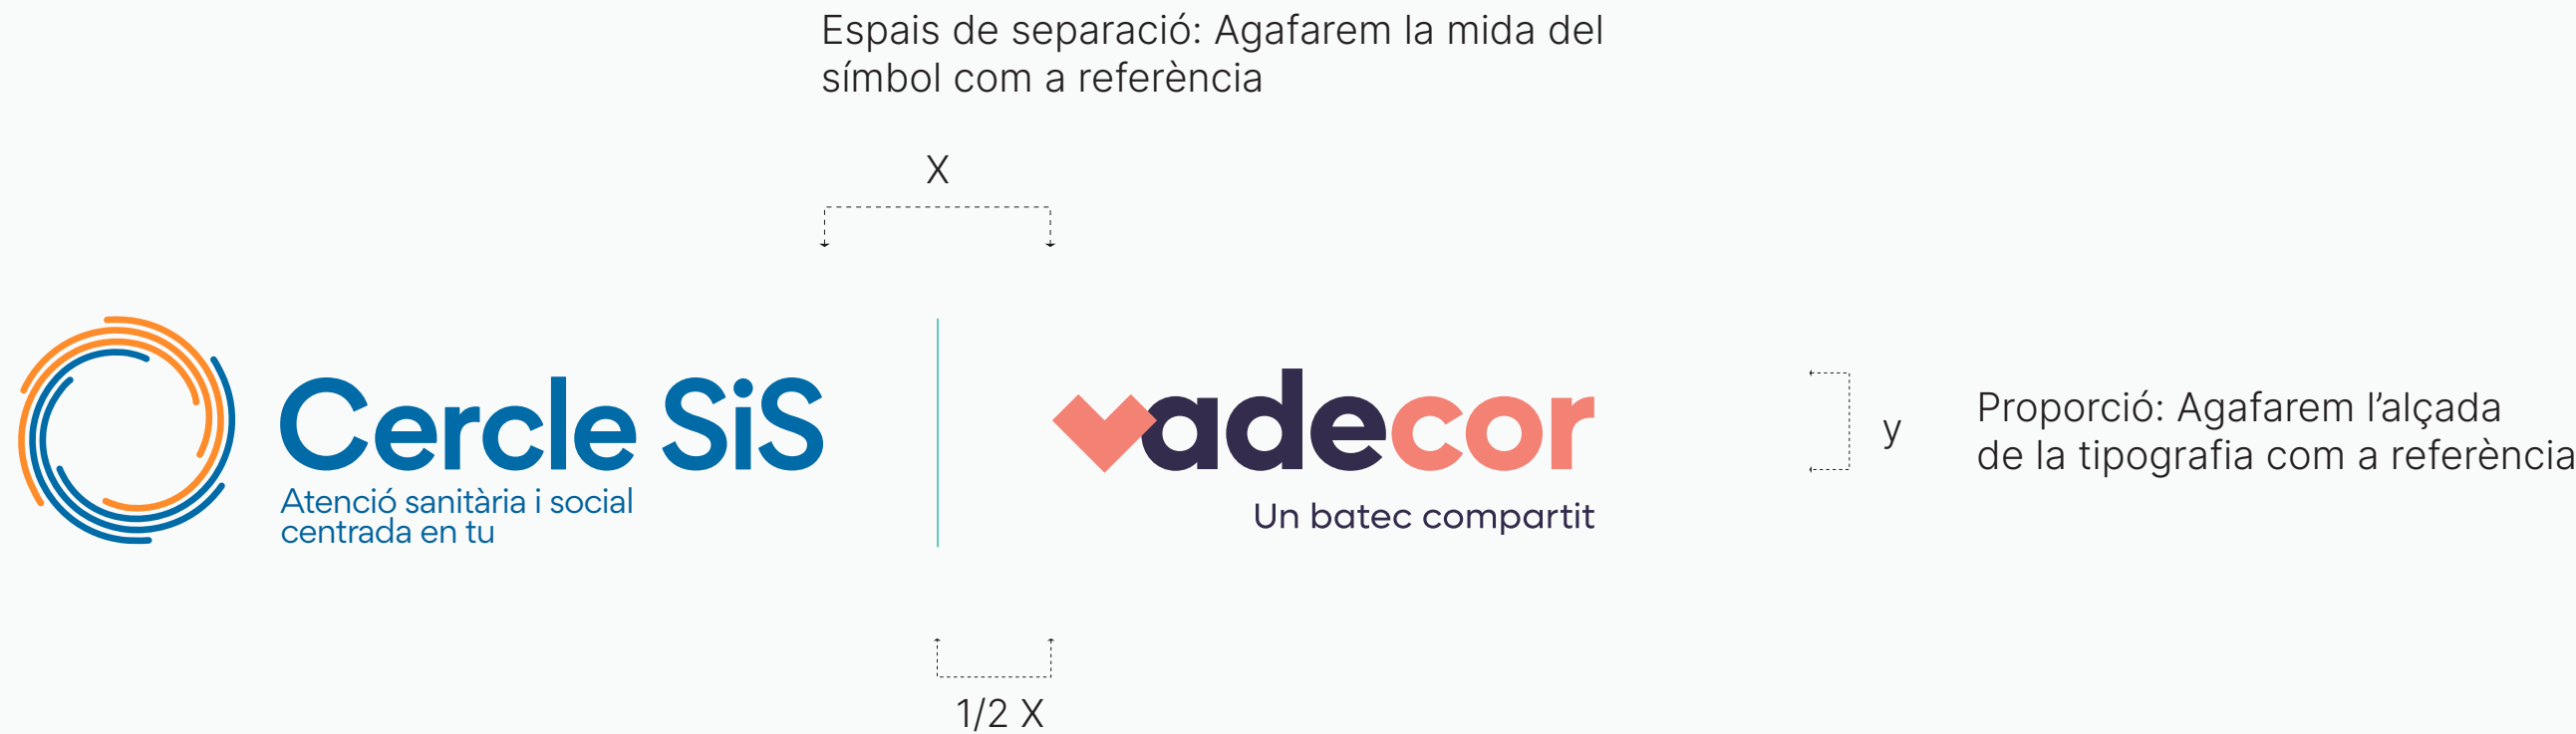 Espais de separació: Agafarem la mida del
símbol com a referència
X
Cercle SiS
Atenció sanitària i social
centrada en tu
vadecor
Un batec compartit
y
Proporció: Agafarem l’alçada
de la tipografia com a referència
1/2 X